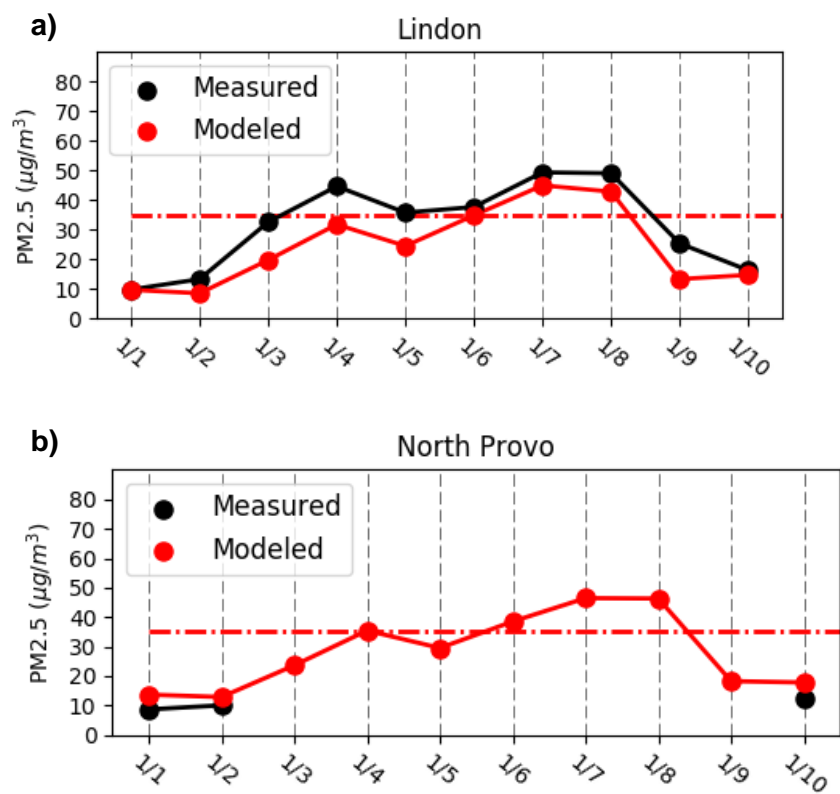 a)
Lindon
Measured
Modeled
PM2.5 (μg/m³)
80
70
60
50
40
30
20
10
0
1/1 1/2 1/3 1/4 1/5 1/6 1/7 1/8 1/9 1/10
b)
North Provo
Measured
Modeled
PM2.5 (μg/m³)
80
70
60
50
40
30
20
10
0
1/1 1/2 1/3 1/4 1/5 1/6 1/7 1/8 1/9 1/10